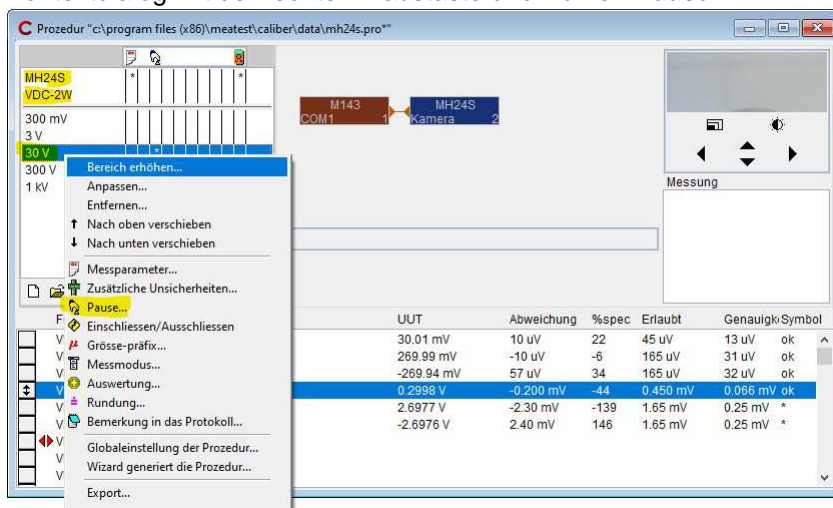 Prozedur "c:\program files (x86)\meatest\caliber\data\mh24s.pro*"
MH24S
VDC-2W
300 mV
3 V
30 V
300 V
1 kV
M143
COM1 1
MH24S
Kamera 2
Messung
Bereich erhöhen...
Anpassen...
Entfernen...
Nach oben verschieben
Nach unten verschieben
Messparameter...
Zusätzliche Unsicherheiten...
Pause...
Einschliessen/Ausschliessen
Grösse-präfix...
Messmodus...
Auswertung...
Rundung...
Bemerkung in das Protokoll...
Globaleinstellung der Prozedur...
Wizard generiert die Prozedur...
Export...
F UUT Abweichung %spec Erlaubt Genauigk Symbol
V 30.01 mV 10 uV 22 45 uV 13 uV ok
V 269.99 mV -10 uV -6 165 uV 31 uV ok
V -269.94 mV 57 uV 34 165 uV 32 uV ok
V 0.2998 V -0.200 mV -44 0.450 mV 0.066 mV ok
V 2.6977 V -2.30 mV -139 1.65 mV 0.25 mV *
V -2.6976 V 2.40 mV 146 1.65 mV 0.25 mV *
V
V
V